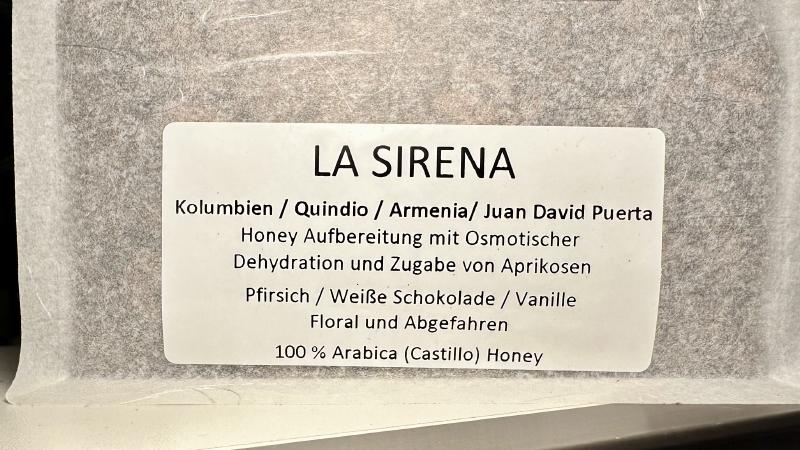 LA SIRENA
Kolumbien / Quindio / Armenia/ Juan David Puerta
Honey Aufbereitung mit Osmotischer
Dehydration und Zugabe von Aprikosen
Pfirsich / Weiße Schokolade / Vanille
Floral und Abgefahren
100 % Arabica (Castillo) Honey